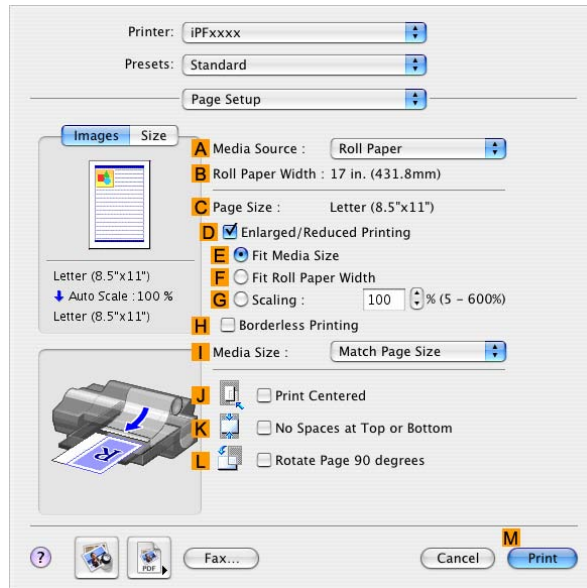 Printer: iPFxxxx
Presets: Standard
Page Setup
Images Size
A Media Source : Roll Paper
B Roll Paper Width : 17 in. (431.8mm)
C Page Size : Letter (8.5"x11")
D Enlarged/Reduced Printing
E Fit Media Size
F Fit Roll Paper Width
G Scaling : 100 % (5 - 600%)
Letter (8.5"x11")
Auto Scale :100 %
Letter (8.5"x11")
H Borderless Printing
I Media Size : Match Page Size
J Print Centered
K No Spaces at Top or Bottom
L Rotate Page 90 degrees
R
M
? PDF Fax... Cancel Print